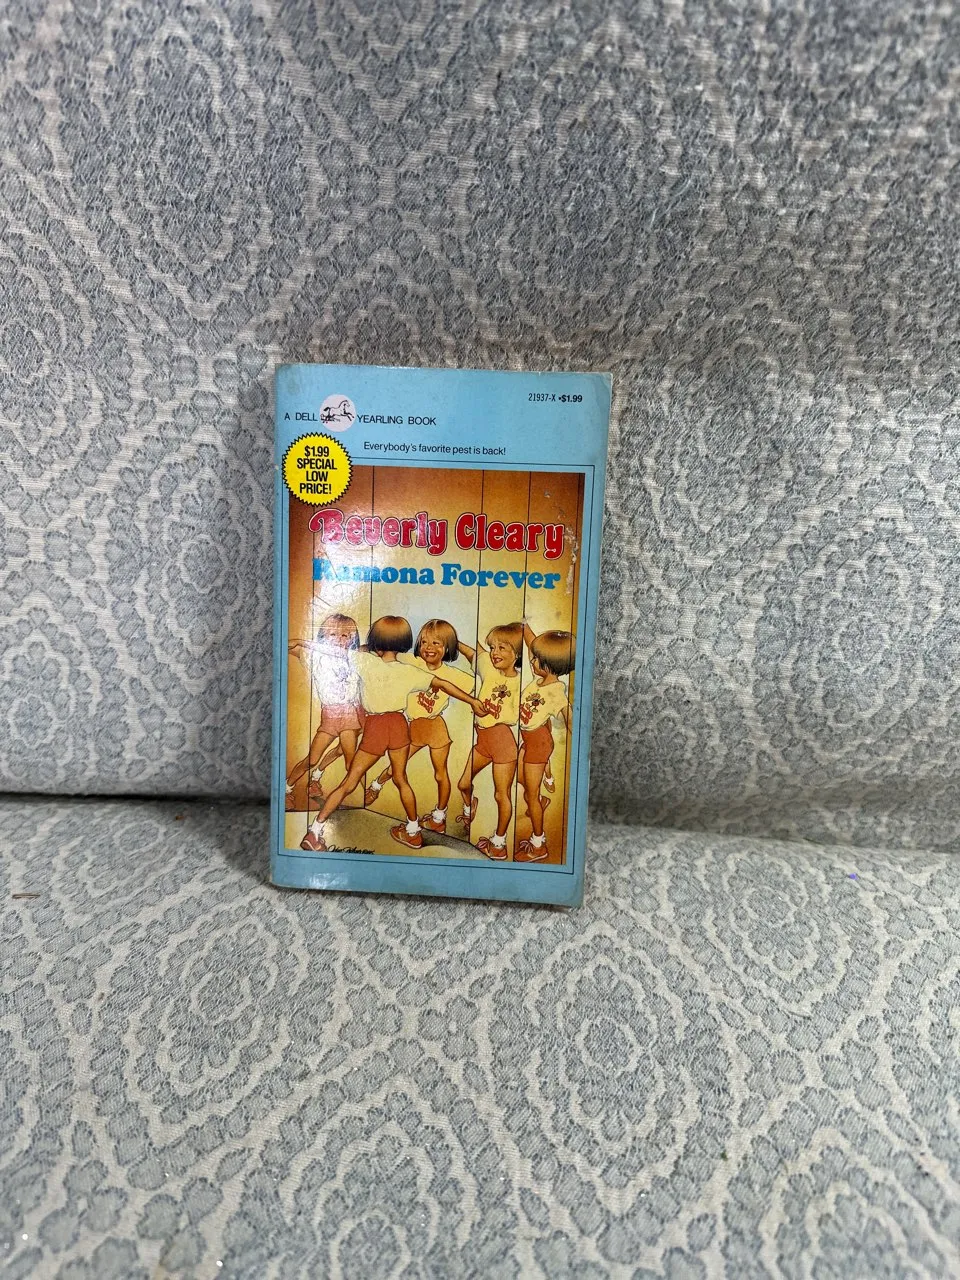 21937-X •$1.99
A DELL YEARLING BOOK
Everybody's favorite pest is back!
$1.99
SPECIAL
LOW
PRICE!
Beverly Cleary
Ramona Forever